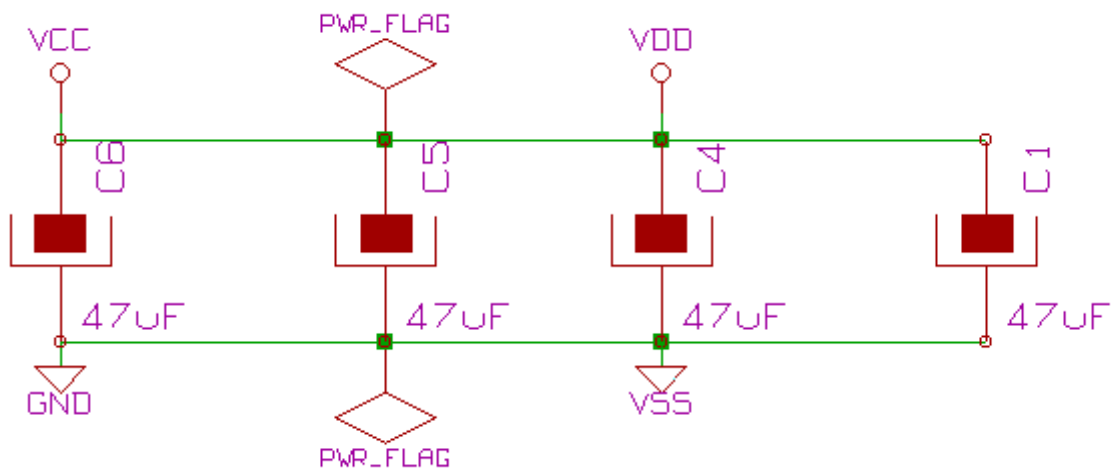 PWR_FLAG
VCC
VDD
C6
C5
C4
C1
47uF
47uF
47uF
47uF
GND
VSS
PWR_FLAG